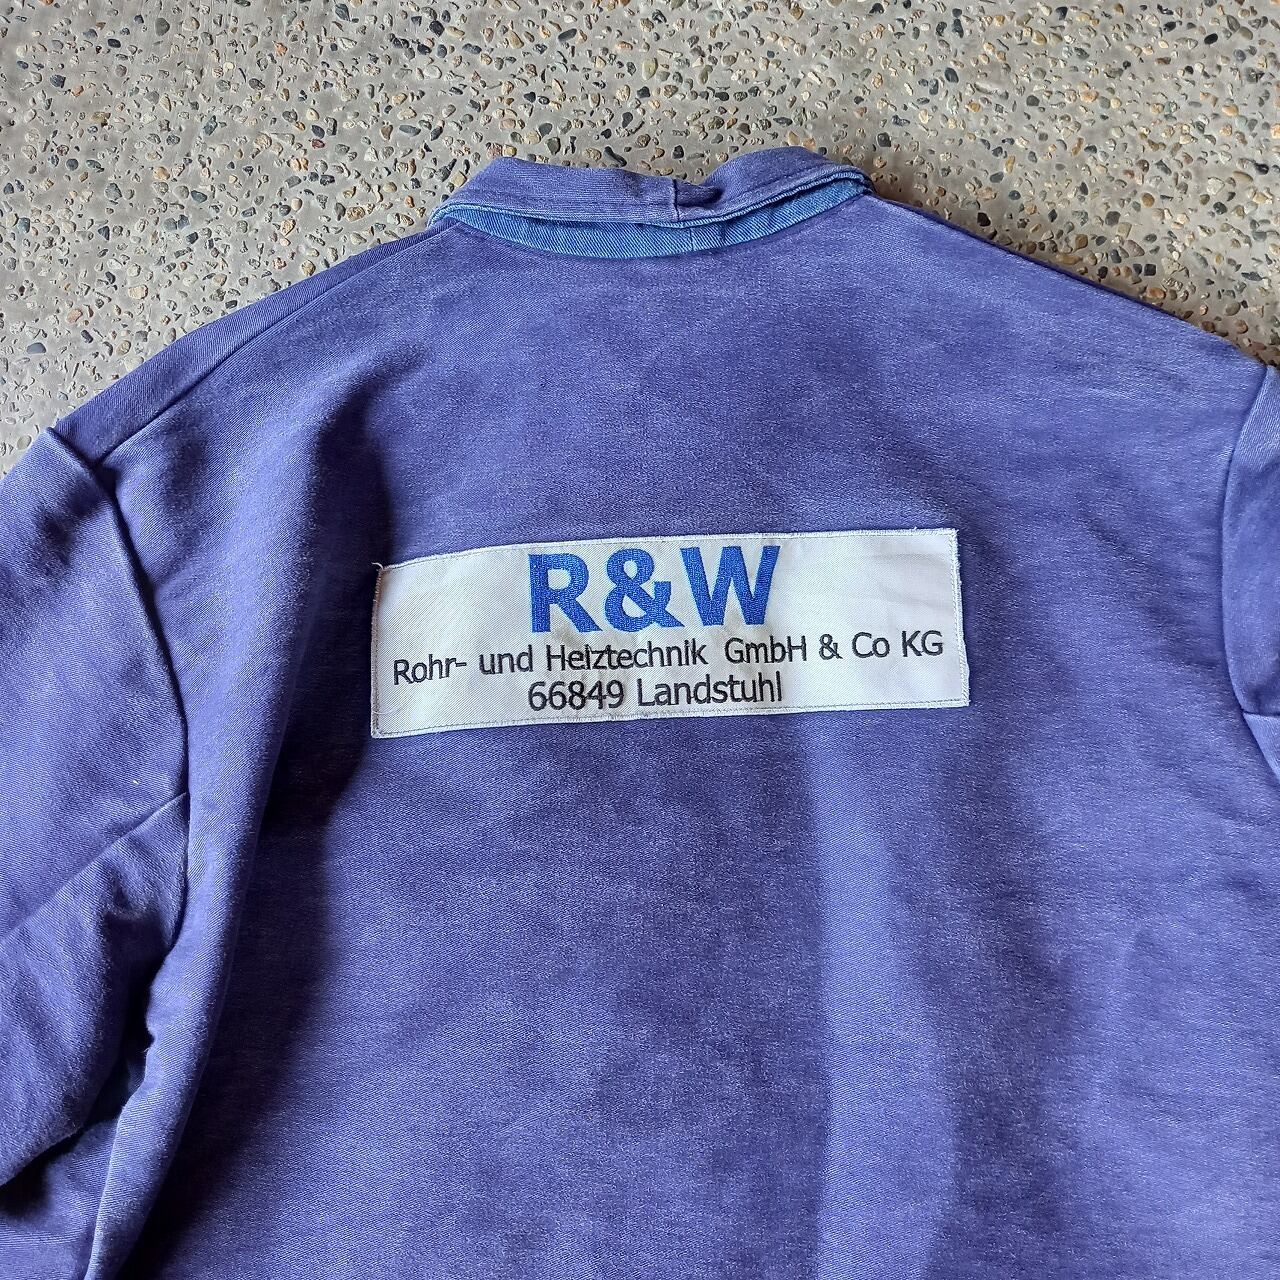 R&W
Rohr- und Heiztechnik GmbH & Co KG
66849 Landstuhl